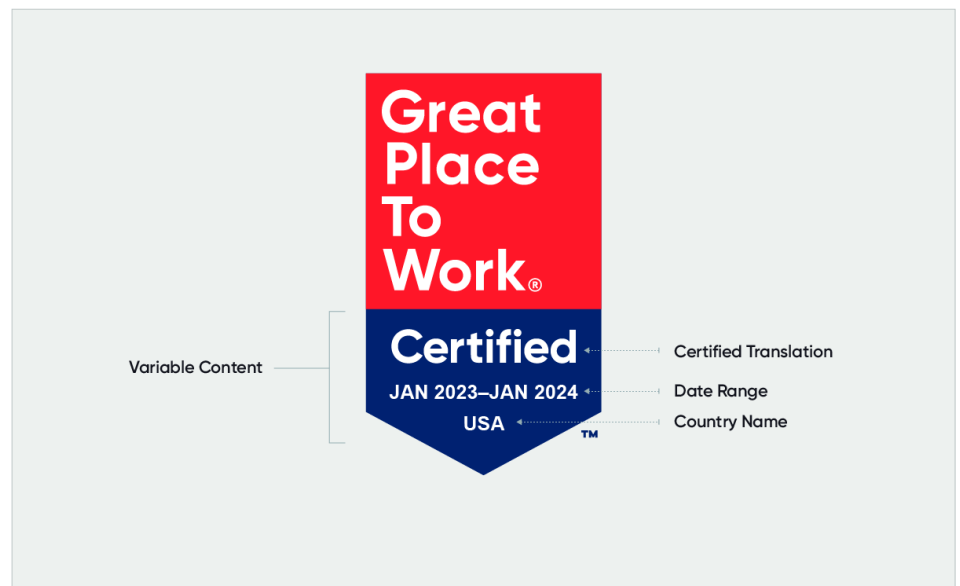 Great
Place
To
Work®
Certified
JAN 2023–JAN 2024
USA
™
Variable Content
Certified Translation
Date Range
Country Name